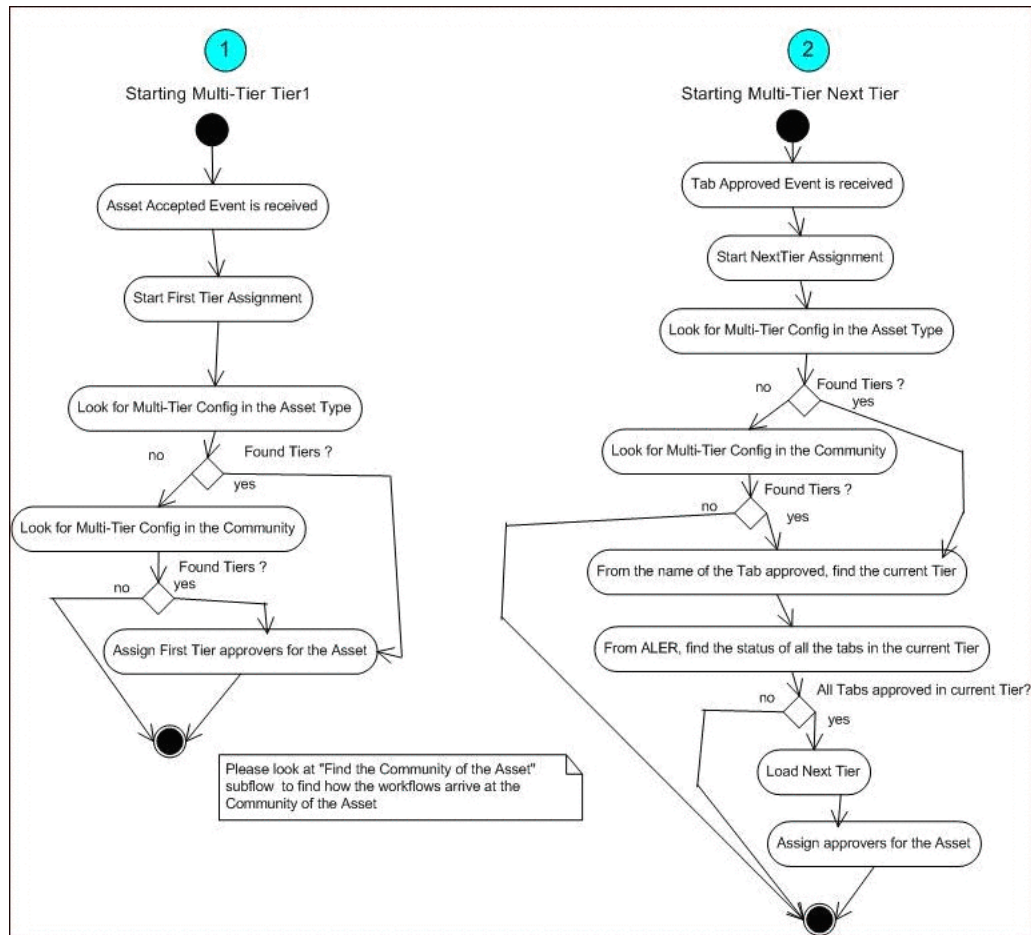 1
Starting Multi-Tier Tier1
Asset Accepted Event is received
Start First Tier Assignment
Look for Multi-Tier Config in the Asset Type
Found Tiers ?
no
yes
Look for Multi-Tier Config in the Community
Found Tiers ?
no
yes
Assign First Tier approvers for the Asset
Please look at "Find the Community of the Asset"
subflow to find how the workflows arrive at the
Community of the Asset
2
Starting Multi-Tier Next Tier
Tab Approved Event is received
Start NextTier Assignment
Look for Multi-Tier Config in the Asset Type
no
Found Tiers ?
yes
Look for Multi-Tier Config in the Community
Found Tiers ?
no
yes
From the name of the Tab approved, find the current Tier
From ALER, find the status of all the tabs in the current Tier
All Tabs approved in current Tier?
no
yes
Load Next Tier
Assign approvers for the Asset